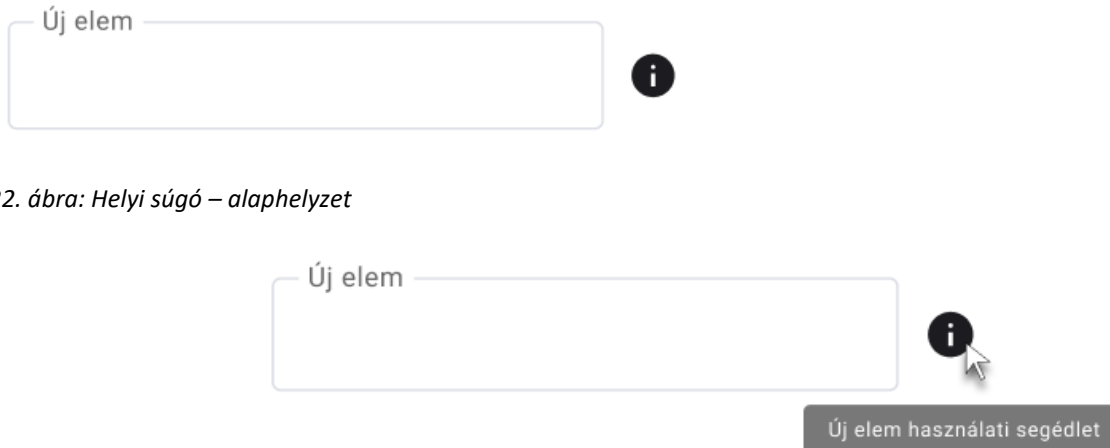 Új elem
2. ábra: Helyi súgó – alaphelyzet
Új elem
Új elem használati segédlet